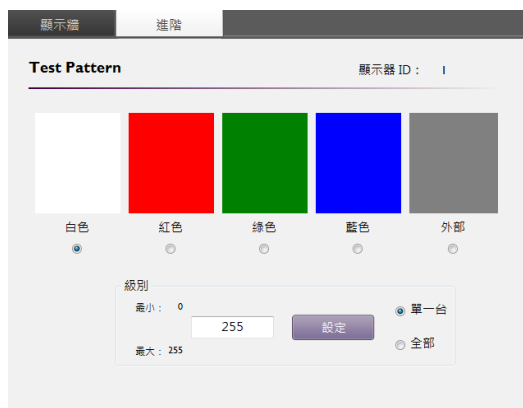 顯示牆 進階
Test Pattern 顯示器 ID： I
白色 紅色 綠色 藍色 外部
級別
最小： 0
255 設定 單一台
全部
最大： 255